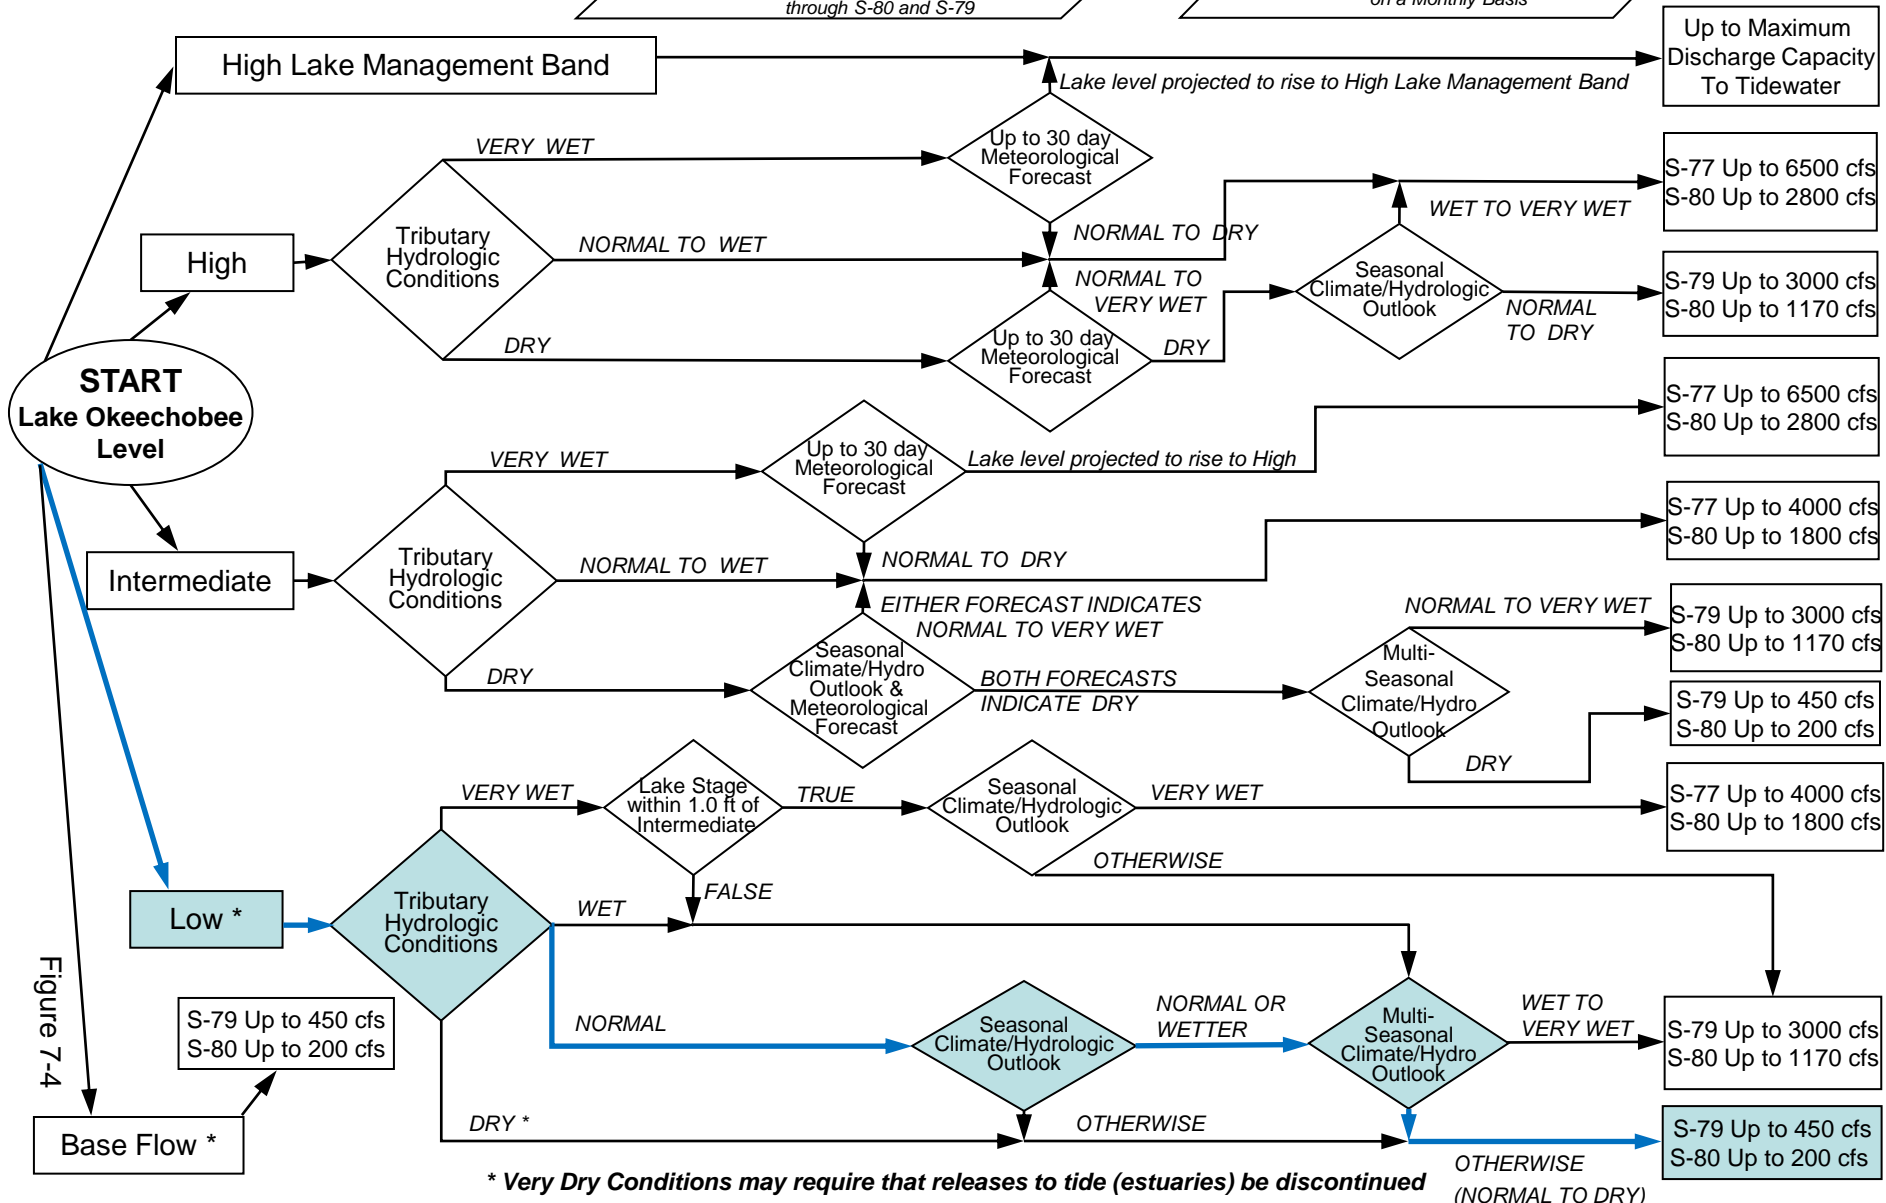 through S-80 and S-79
on a Monthly Basis
Up to Maximum
Discharge Capacity
To Tidewater
High Lake Management Band
Lake level projected to rise to High Lake Management Band
VERY WET
Up to 30 day
Meteorological
Forecast
S-77 Up to 6500 cfs
S-80 Up to 2800 cfs
WET TO VERY WET
High
Tributary
Hydrologic
Conditions
NORMAL TO WET
NORMAL TO DRY
NORMAL TO
VERY WET
Seasonal
Climate/Hydrologic
Outlook
NORMAL
TO DRY
S-79 Up to 3000 cfs
S-80 Up to 1170 cfs
DRY
Up to 30 day
Meteorological
Forecast
DRY
START
Lake Okeechobee
Level
S-77 Up to 6500 cfs
S-80 Up to 2800 cfs
VERY WET
Up to 30 day
Meteorological
Forecast
Lake level projected to rise to High
S-77 Up to 4000 cfs
S-80 Up to 1800 cfs
Intermediate
Tributary
Hydrologic
Conditions
NORMAL TO WET
NORMAL TO DRY
EITHER FORECAST INDICATES
NORMAL TO VERY WET
NORMAL TO VERY WET
S-79 Up to 3000 cfs
S-80 Up to 1170 cfs
DRY
Seasonal
Climate/Hydro
Outlook &
Meteorological
Forecast
BOTH FORECASTS
INDICATE DRY
Multi-
Seasonal
Climate/Hydro
Outlook
DRY
S-79 Up to 450 cfs
S-80 Up to 200 cfs
VERY WET
Lake Stage
within 1.0 ft of
Intermediate
TRUE
Seasonal
Climate/Hydrologic
Outlook
VERY WET
S-77 Up to 4000 cfs
S-80 Up to 1800 cfs
OTHERWISE
FALSE
Low *
Tributary
Hydrologic
Conditions
WET
NORMAL
Seasonal
Climate/Hydrologic
Outlook
NORMAL OR
WETTER
Multi-
Seasonal
Climate/Hydro
Outlook
WET TO
VERY WET
S-79 Up to 3000 cfs
S-80 Up to 1170 cfs
Figure 7-4
S-79 Up to 450 cfs
S-80 Up to 200 cfs
Base Flow *
DRY *
OTHERWISE
S-79 Up to 450 cfs
S-80 Up to 200 cfs
OTHERWISE
(NORMAL TO DRY)
* Very Dry Conditions may require that releases to tide (estuaries) be discontinued